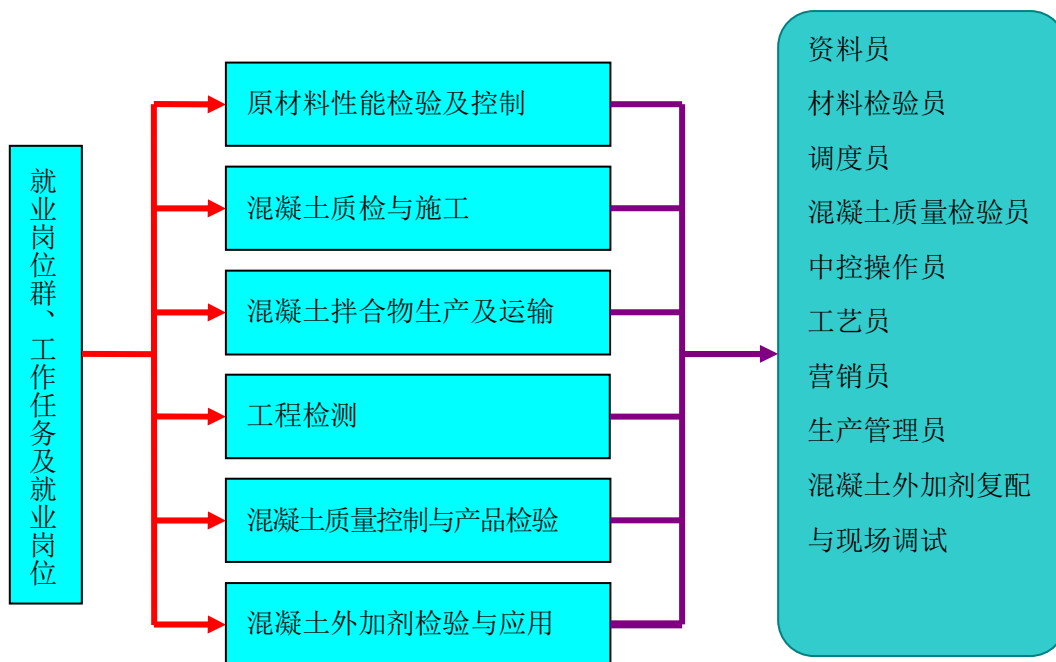 就业岗位群、工作任务及就业岗位
原材料性能检验及控制
混凝土质检与施工
混凝土拌合物生产及运输
工程检测
混凝土质量控制与产品检验
混凝土外加剂检验与应用
资料员
材料检验员
调度员
混凝土质量检验员
中控操作员
工艺员
营销员
生产管理员
混凝土外加剂复配
与现场调试